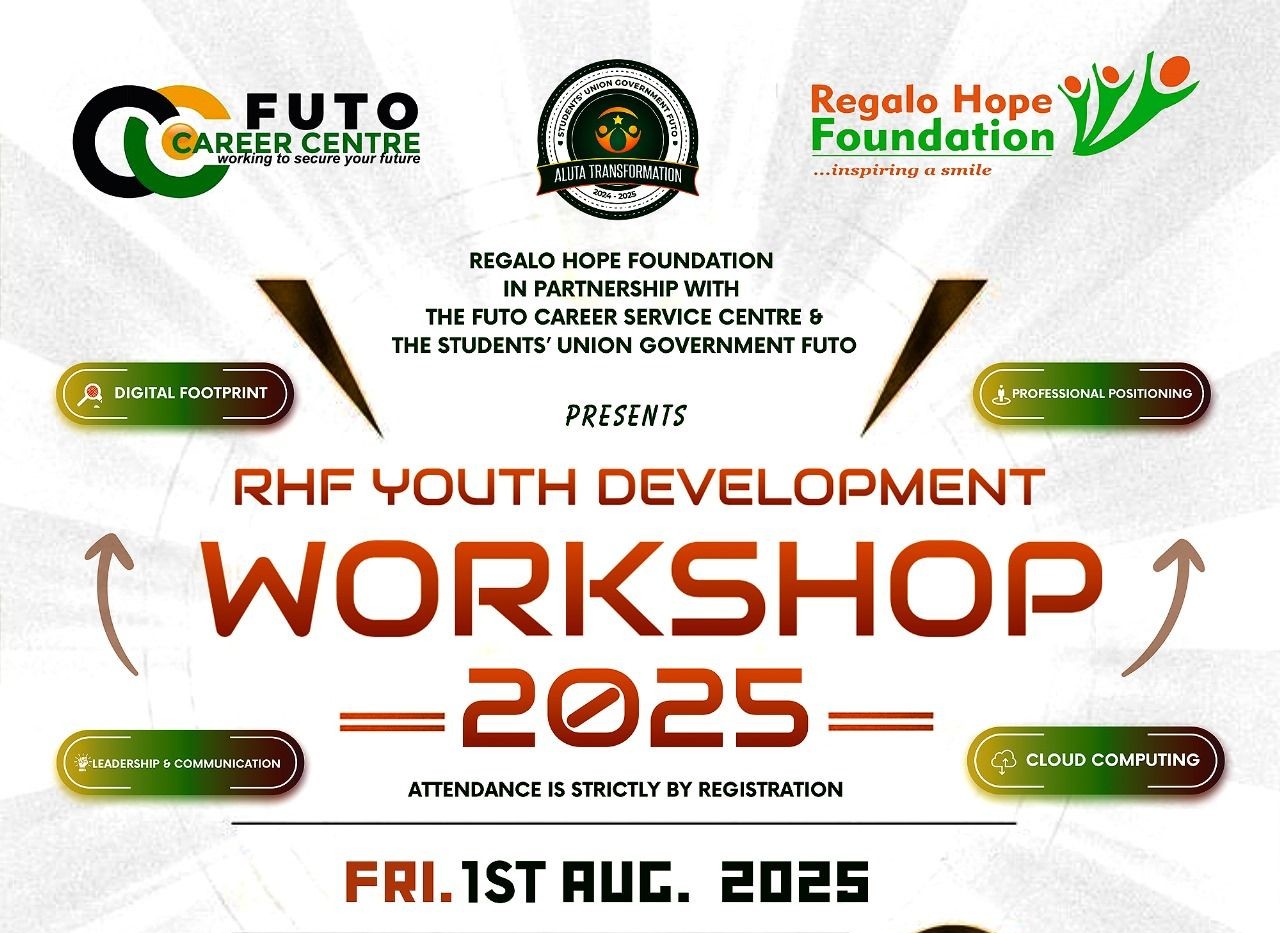 FUTO
CAREER CENTRE
working to secure your future
STUDENTS' UNION GOVERNMENT FUTO
ALUTA TRANSFORMATION
2024 - 2025
Regalo Hope
Foundation
...inspiring a smile
REGALO HOPE FOUNDATION
IN PARTNERSHIP WITH
THE FUTO CAREER SERVICE CENTRE &
THE STUDENTS' UNION GOVERNMENT FUTO
DIGITAL FOOTPRINT
PROFESSIONAL POSITIONING
PRESENTS
RHF YOUTH DEVELOPMENT
WORKSHOP
2025
LEADERSHIP & COMMUNICATION
CLOUD COMPUTING
ATTENDANCE IS STRICTLY BY REGISTRATION
FRI. 1ST AUG. 2025